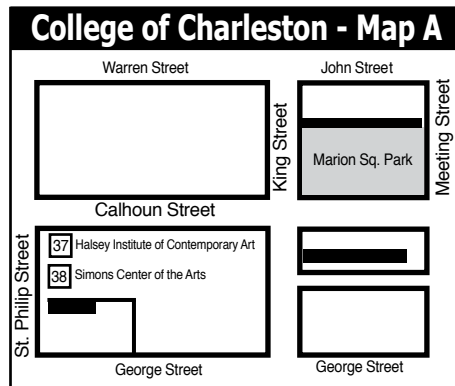 College of Charleston - Map A
Warren Street
John Street
King Street
Meeting Street
Marion Sq. Park
Calhoun Street
St. Philip Street
37 Halsey Institute of Contemporary Art
38 Simons Center of the Arts
George Street
George Street